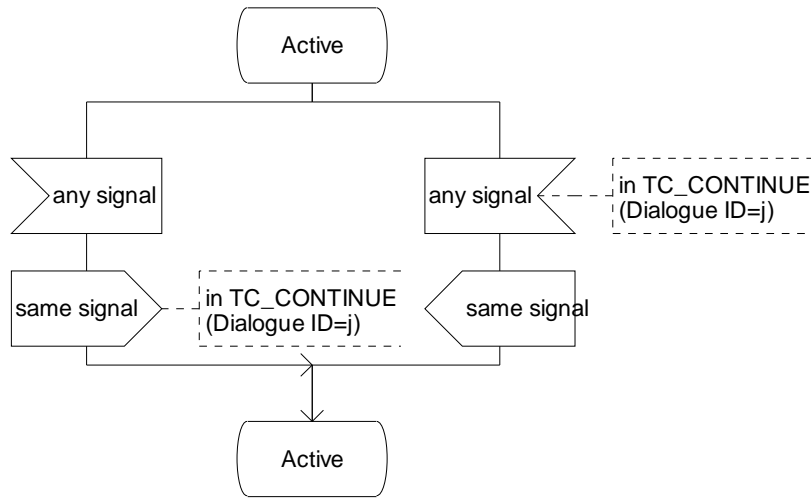 Active
any signal
any signal
in TC_CONTINUE
(Dialogue ID=j)
same signal
in TC_CONTINUE
(Dialogue ID=j)
same signal
Active